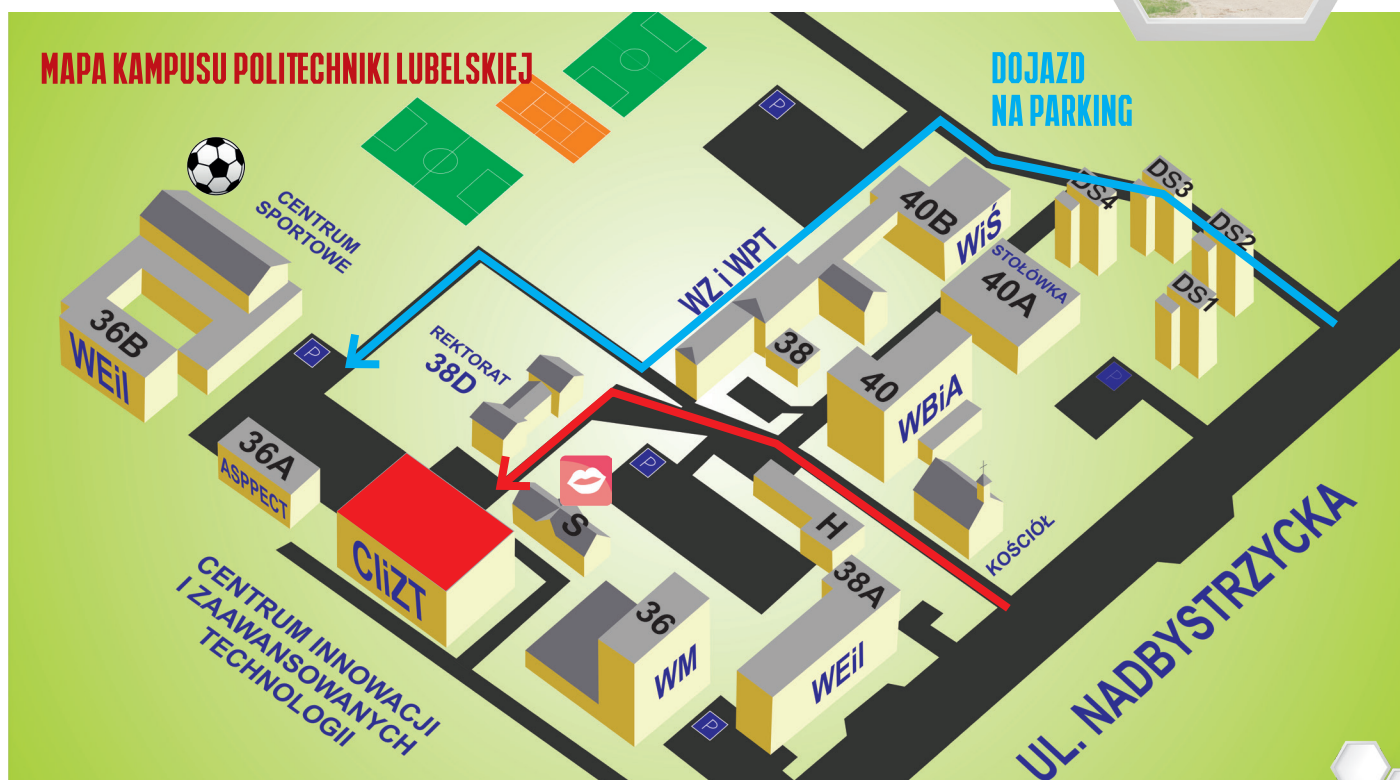 MAPA KAMPUSU POLITECHNIKI LUBELSKIEJ
DOJAZD
NA PARKING
P
CENTRUM
SPORTOWE
36B
WEiI
P
REKTORAT
38D
WZ i WPT
40B
WiŚ
STOŁÓWKA
40A
DS4
DS3
DS2
DS1
38
40
WBiA
P
36A
ASPPECT
CIiZT
S
P
H
38A
WEiI
KOŚCIÓŁ
36
WM
P
CENTRUM INNOWACJI
I ZAAWANSOWANYCH
TECHNOLOGII
UL. NADBYSTRZYCKA